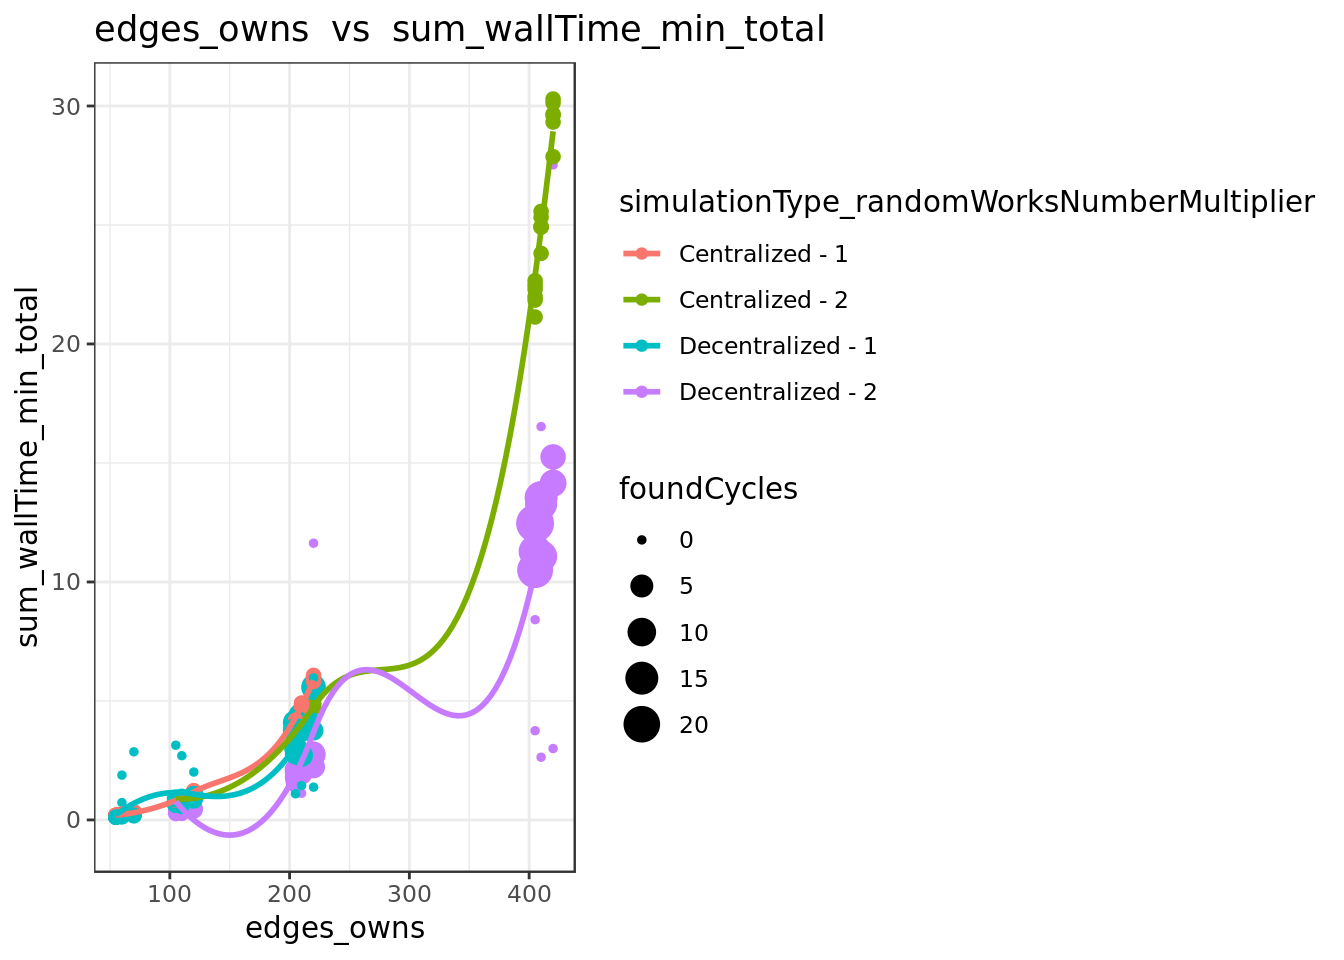 edges_owns vs sum_wallTime_min_total
sum_wallTime_min_total
30
20
10
0
100 200 300 400
edges_owns
simulationType_randomWorksNumberMultiplier
Centralized - 1
Centralized - 2
Decentralized - 1
Decentralized - 2
foundCycles
0
5
10
15
20